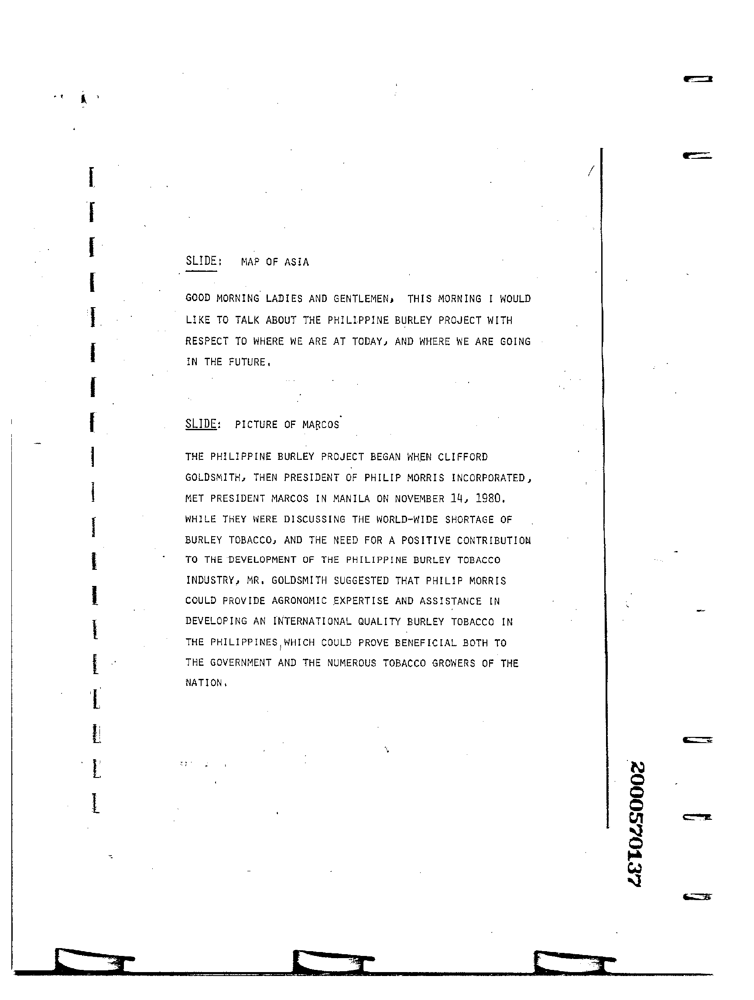 SLIDE: MAP OF ASIA
GOOD MORNING LADIES AND GENTLEMEN, THIS MORNING I WOULD
LIKE TO TALK ABOUT THE PHILIPPINE BURLEY PROJECT WITH
RESPECT TO WHERE WE ARE AT TODAY, AND WHERE WE ARE GOING
IN THE FUTURE.
SLIDE: PICTURE OF MARCOS
THE PHILIPPINE BURLEY PROJECT BEGAN WHEN CLIFFORD
GOLDSMITH, THEN PRESIDENT OF PHILIP MORRIS INCORPORATED,
MET PRESIDENT MARCOS IN MANILA ON NOVEMBER 14, 1980.
WHILE THEY WERE DISCUSSING THE WORLD-WIDE SHORTAGE OF
BURLEY TOBACCO, AND THE NEED FOR A POSITIVE CONTRIBUTION
TO THE DEVELOPMENT OF THE PHILIPPINE BURLEY TOBACCO
INDUSTRY, MR. GOLDSMITH SUGGESTED THAT PHILIP MORRIS
COULD PROVIDE AGRONOMIC EXPERTISE AND ASSISTANCE IN
DEVELOPING AN INTERNATIONAL QUALITY BURLEY TOBACCO IN
THE PHILIPPINES, WHICH COULD PROVE BENEFICIAL BOTH TO
THE GOVERNMENT AND THE NUMEROUS TOBACCO GROWERS OF THE
NATION.
2000570137